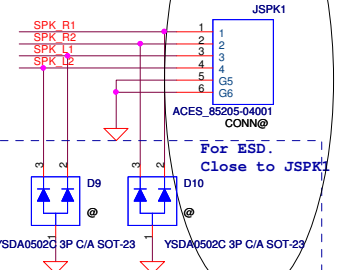 JSPK1
SPK_R1
SPK_R2
SPK_L1
SPK_L2
1
2
3
4
5
6
1
2
3
4
G5
G6
ACES_85205-04001
CONN@
For ESD.
Close to JSPK1
3
2
3
2
D9
D10
@
@
1
1
YSDA0502C 3P C/A SOT-23
YSDA0502C 3P C/A SOT-23